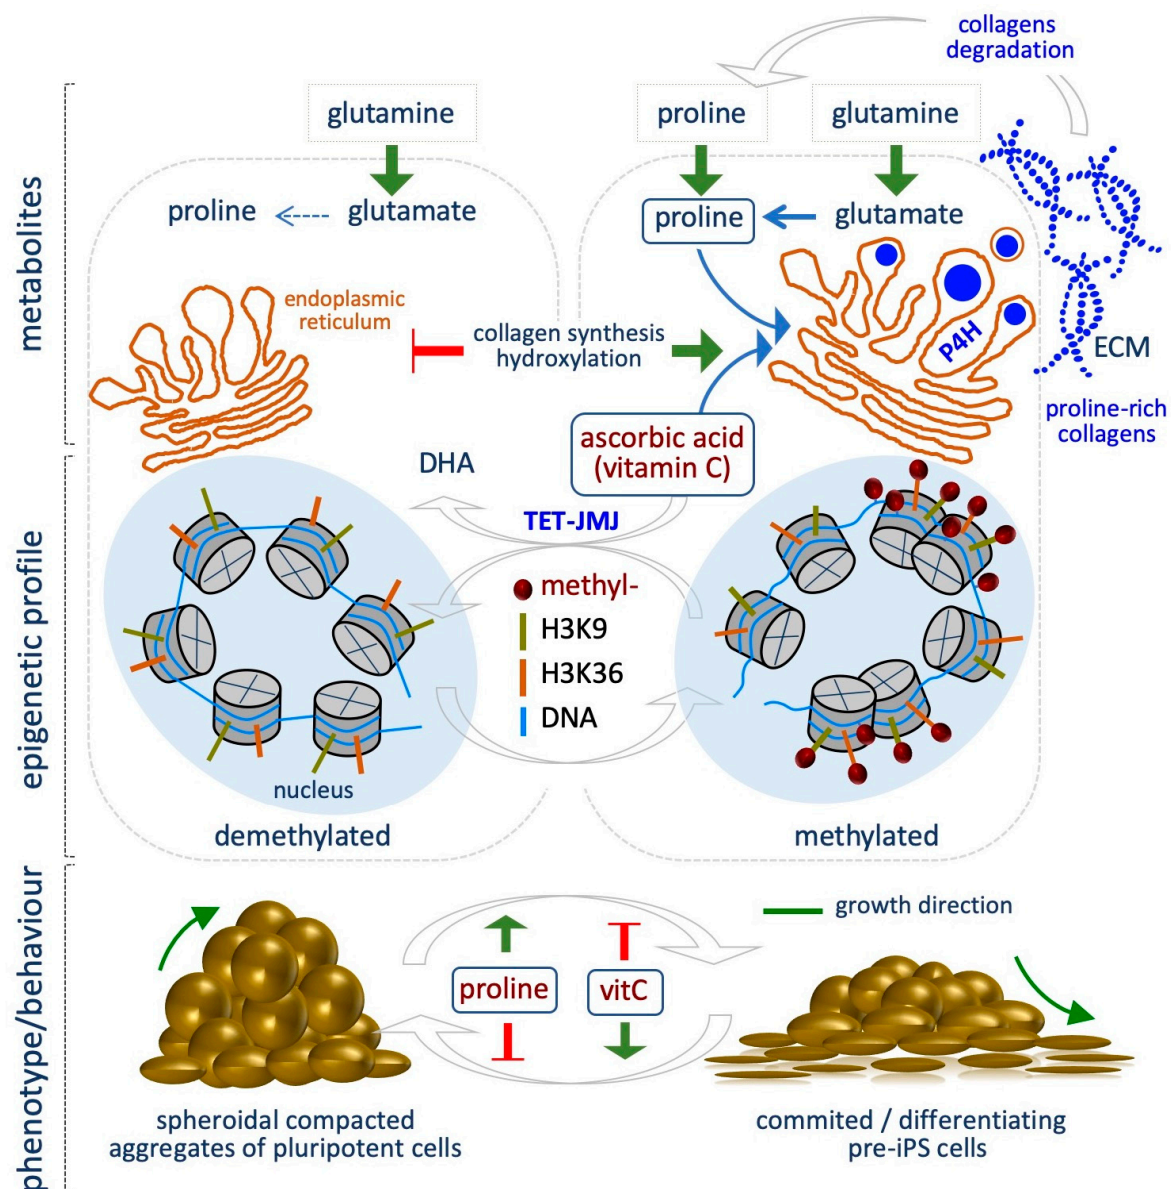 collagens
degradation
metabolites
glutamine
proline
glutamine
proline
glutamate
proline
glutamate
endoplasmic
reticulum
collagen synthesis
hydroxylation
P4H
ECM
proline-rich
collagens
ascorbic acid
(vitamin C)
DHA
TET-JMJ
epigenetic profile
methyl-
H3K9
H3K36
DNA
nucleus
demethylated
methylated
phenotype/behaviour
growth direction
proline
vitC
spheroidal compacted
aggregates of pluripotent cells
commited / differentiating
pre-iPS cells